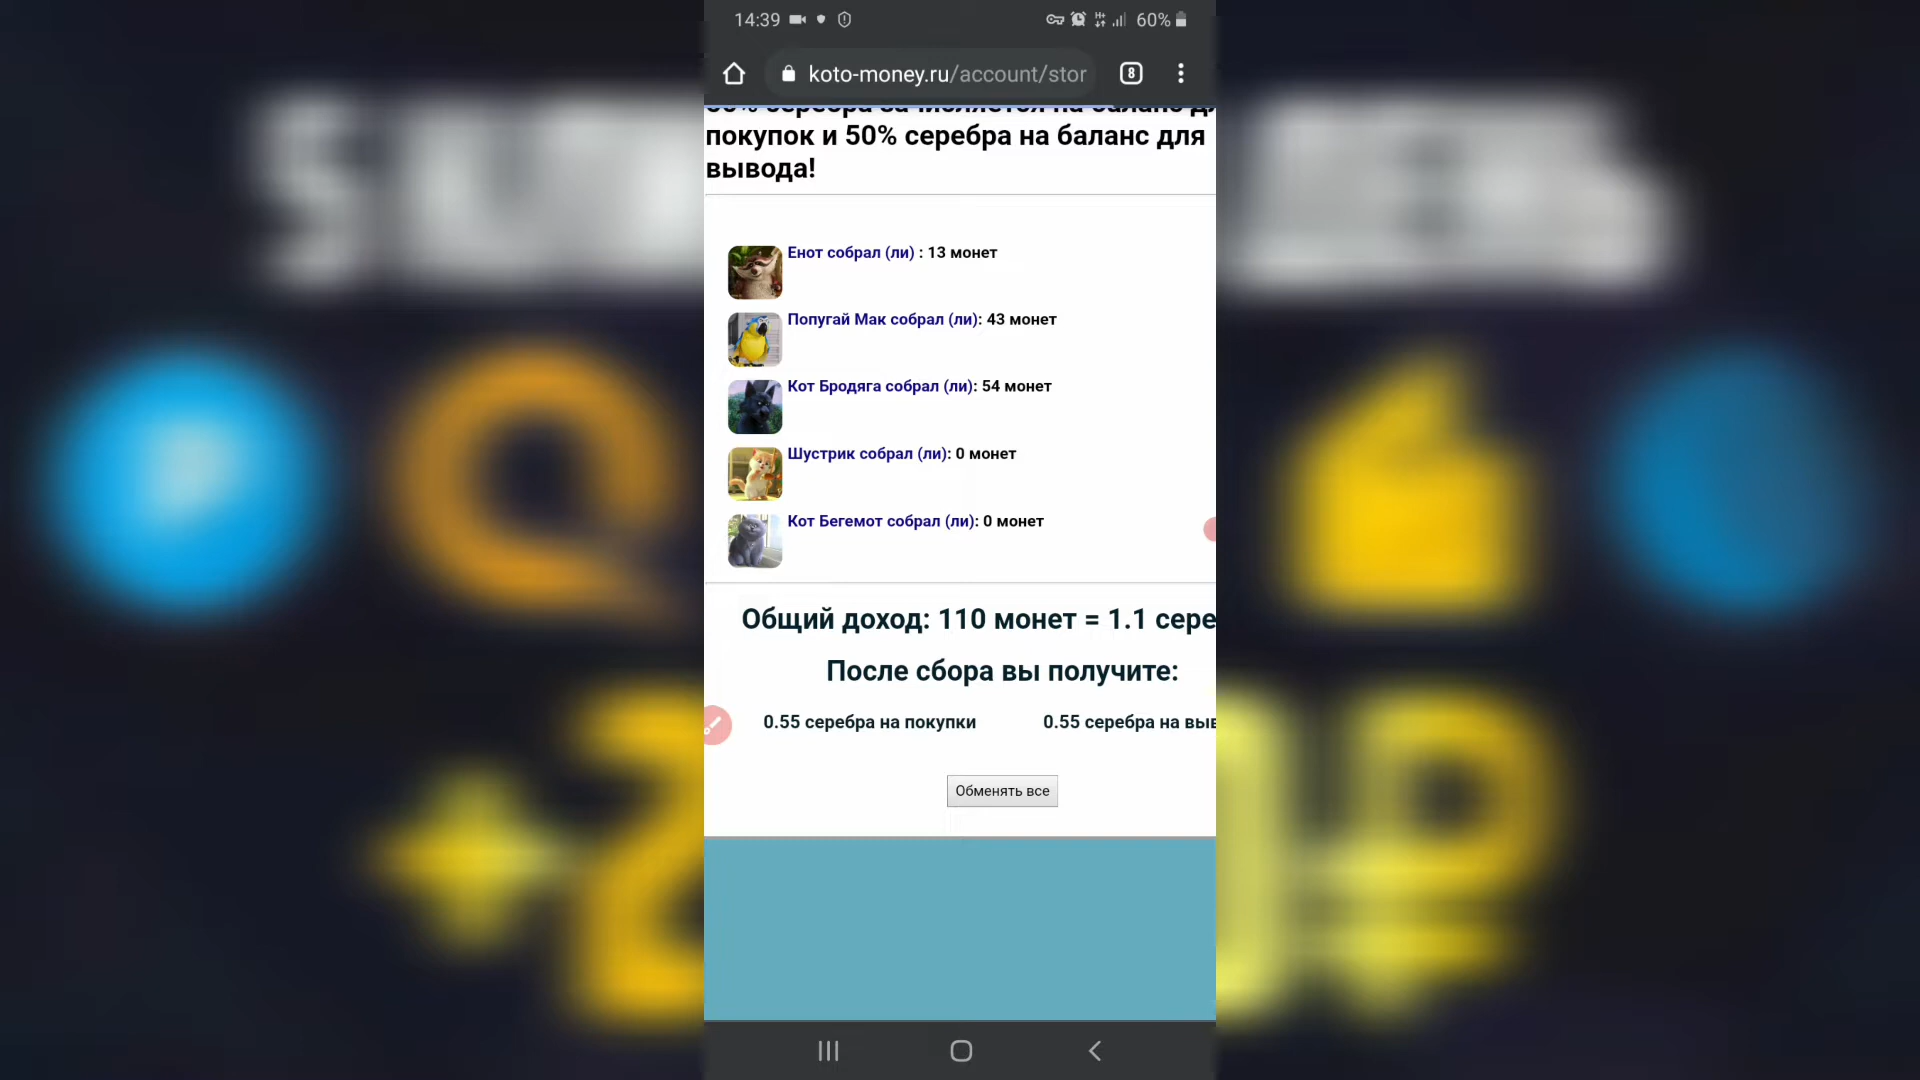 14:39
60%
koto-money.ru/account/stor
8
покупок и 50% серебра на баланс для
вывода!
Енот собрал (ли) : 13 монет
Попугай Мак собрал (ли): 43 монет
Кот Бродяга собрал (ли): 54 монет
Шустрик собрал (ли): 0 монет
Кот Бегемот собрал (ли): 0 монет
Общий доход: 110 монет = 1.1 сере
После сбора вы получите:
0.55 серебра на покупки
0.55 серебра на выв
Обменять все